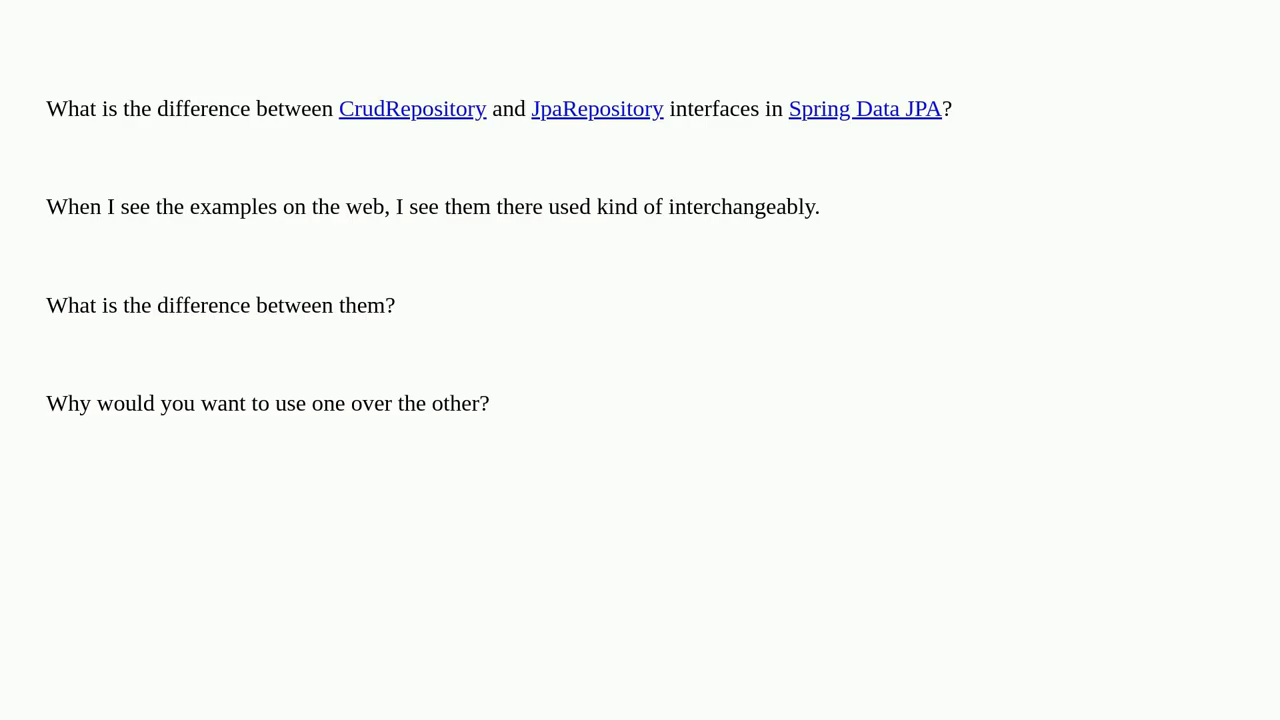 What is the difference between CrudRepository and JpaRepository interfaces in Spring Data JPA?
When I see the examples on the web, I see them there used kind of interchangeably.
What is the difference between them?
Why would you want to use one over the other?